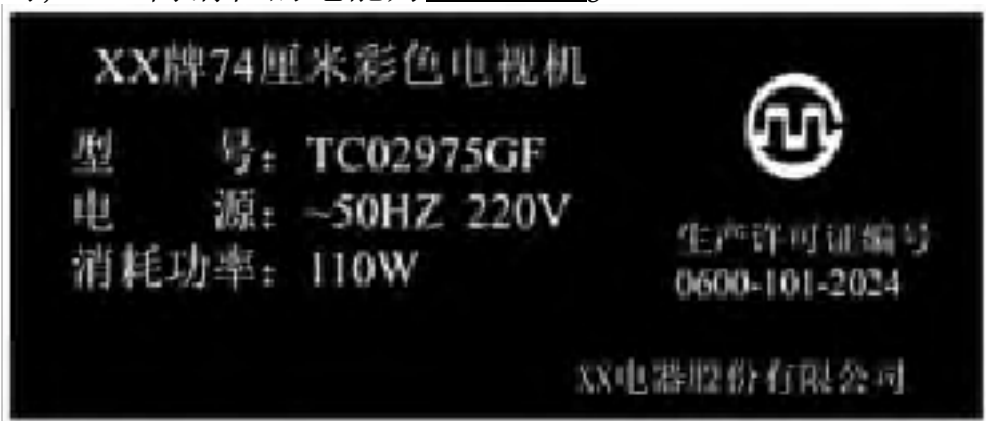 XX牌74厘米彩色电视机
型 号：TC02975GF
电 源：~50HZ 220V
消耗功率：110W
生产许可证编号
0600-101-2024
XX电器股份有限公司